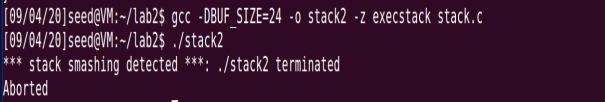 [09/04/20]seed@VM:~/lab2$ gcc -DBUF_SIZE=24 -o stack2 -z execstack stack.c
[09/04/20]seed@VM:~/lab2$ ./stack2
*** stack smashing detected ***: ./stack2 terminated
Aborted